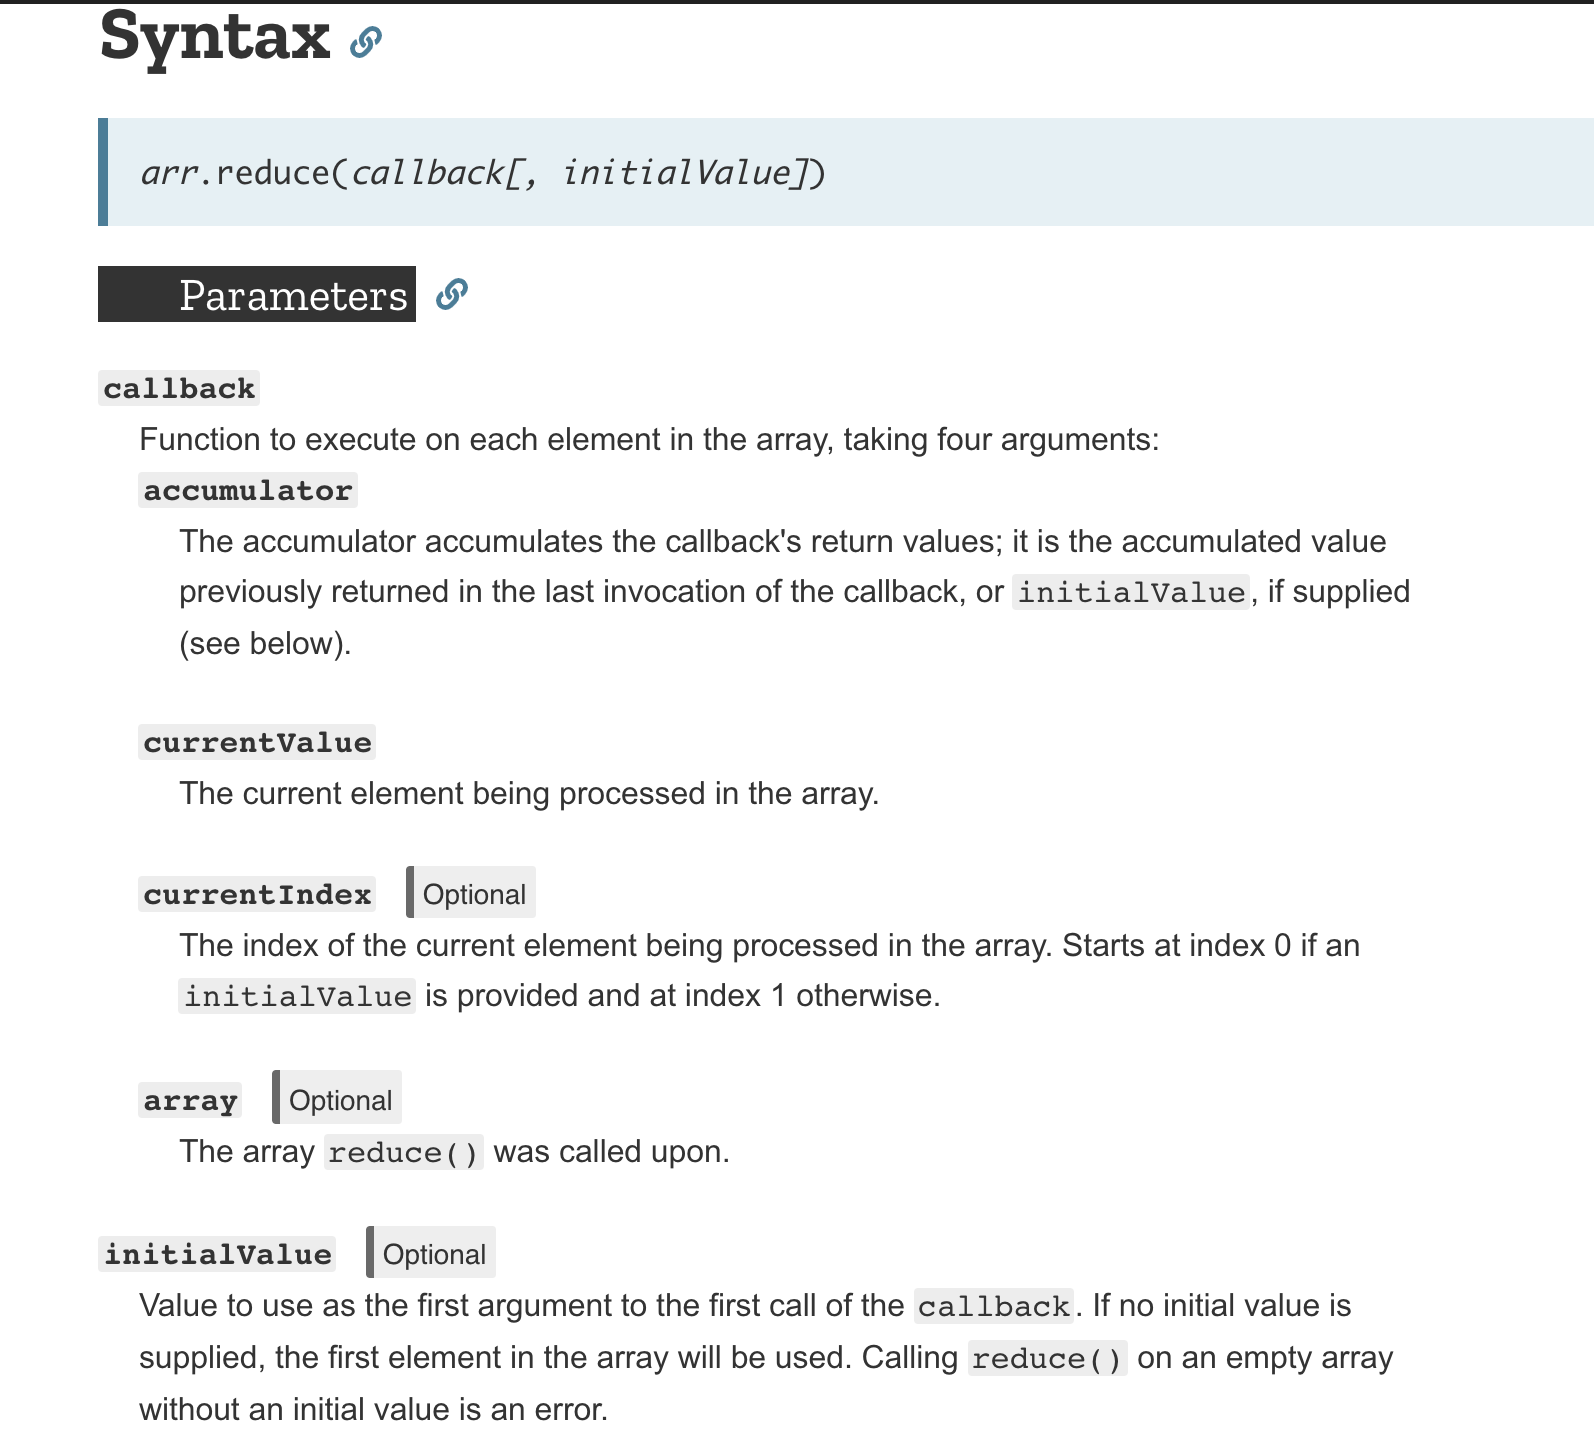 Syntax
arr.reduce(callback[, initialValue])
Parameters
callback
Function to execute on each element in the array, taking four arguments:
accumulator
The accumulator accumulates the callback's return values; it is the accumulated value
previously returned in the last invocation of the callback, or initialValue, if supplied
(see below).
currentValue
The current element being processed in the array.
currentIndex Optional
The index of the current element being processed in the array. Starts at index 0 if an
initialValue is provided and at index 1 otherwise.
array Optional
The array reduce() was called upon.
initialValue Optional
Value to use as the first argument to the first call of the callback. If no initial value is
supplied, the first element in the array will be used. Calling reduce() on an empty array
without an initial value is an error.